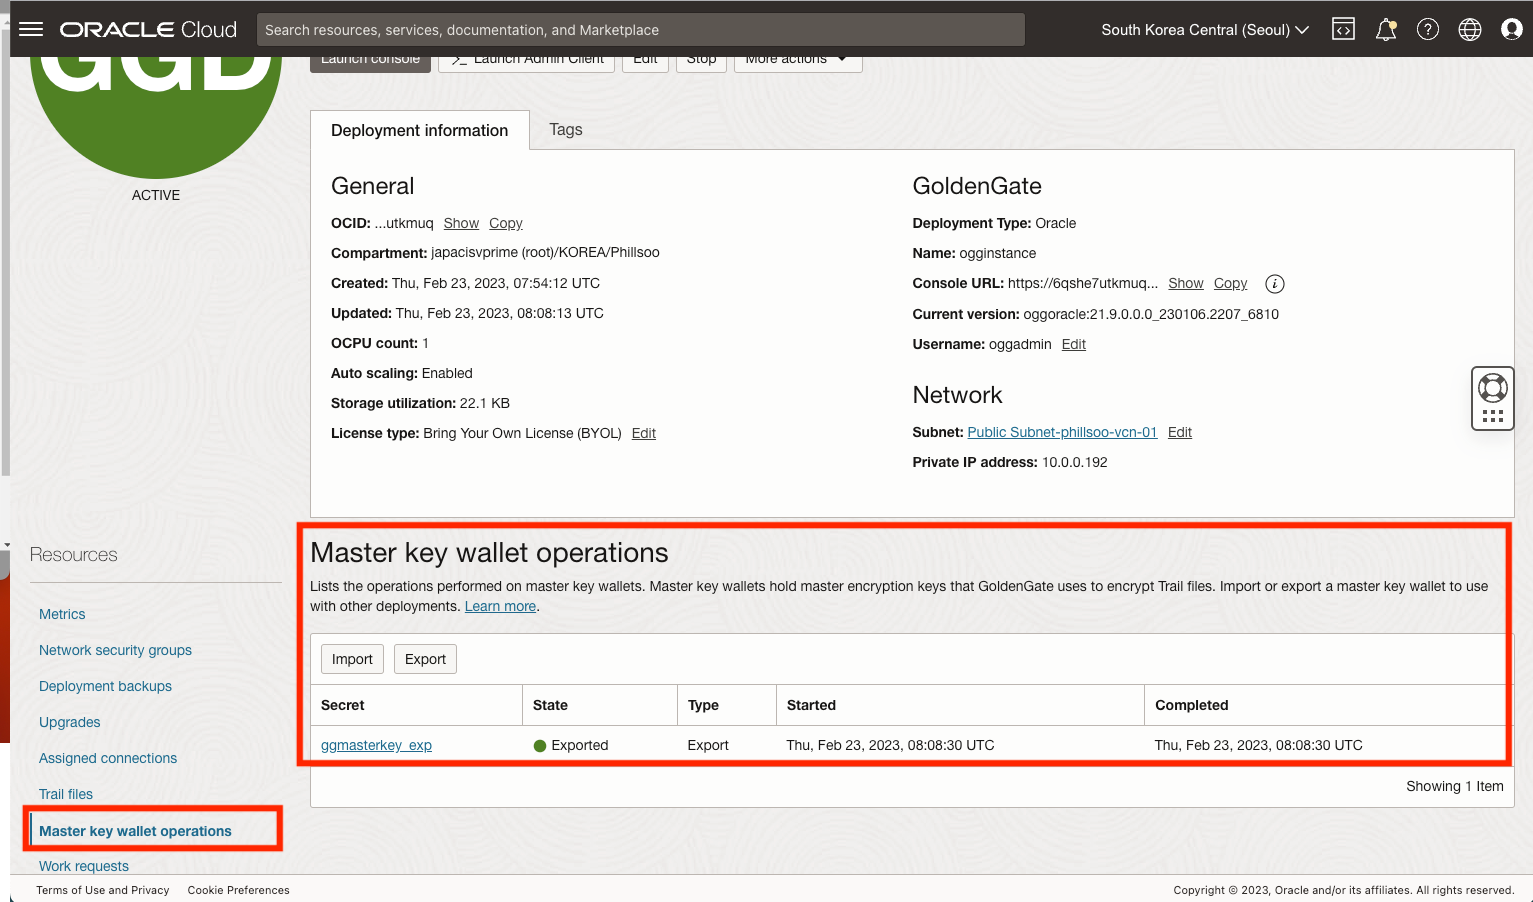 ORACLE Cloud
Search resources, services, documentation, and Marketplace
South Korea Central (Seoul)
GGD
Launch console
Launch Admin Client
Edit
Stop
More actions
ACTIVE
Deployment information
Tags
General
OCID: ...utkmuq Show Copy
Compartment: japacisvprime (root)/KOREA/Phillsoo
Created: Thu, Feb 23, 2023, 07:54:12 UTC
Updated: Thu, Feb 23, 2023, 08:08:13 UTC
OCPU count: 1
Auto scaling: Enabled
Storage utilization: 22.1 KB
License type: Bring Your Own License (BYOL) Edit
GoldenGate
Deployment Type: Oracle
Name: ogginstance
Console URL: https://6qshe7utkmuq... Show Copy
Current version: oggoracle:21.9.0.0.0_230106.2207_6810
Username: oggadmin Edit
Network
Subnet: Public Subnet-phillsoo-vcn-01 Edit
Private IP address: 10.0.0.192
Resources
Metrics
Network security groups
Deployment backups
Upgrades
Assigned connections
Trail files
Master key wallet operations
Work requests
Master key wallet operations
Lists the operations performed on master key wallets. Master key wallets hold master encryption keys that GoldenGate uses to encrypt Trail files. Import or export a master key wallet to use
with other deployments. Learn more.
Import Export
Secret State Type Started Completed
ggmasterkey_exp Exported Export Thu, Feb 23, 2023, 08:08:30 UTC Thu, Feb 23, 2023, 08:08:30 UTC
Showing 1 Item
Terms of Use and Privacy Cookie Preferences
Copyright © 2023, Oracle and/or its affiliates. All rights reserved.